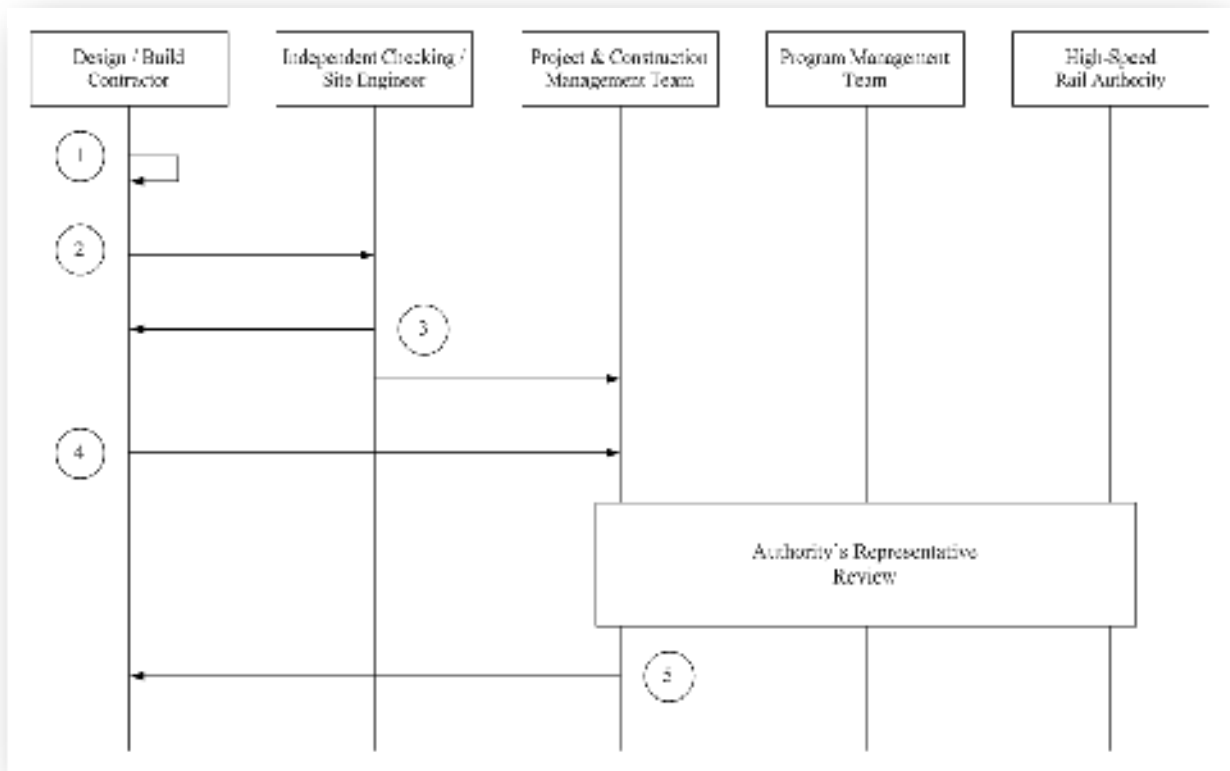 Design / Build
Contractor
Independent Checking /
Site Engineer
Project & Construction
Management Team
Program Management
Team
High-Speed
Rail Authority
1
2
3
4
Authority's Representative
Review
5